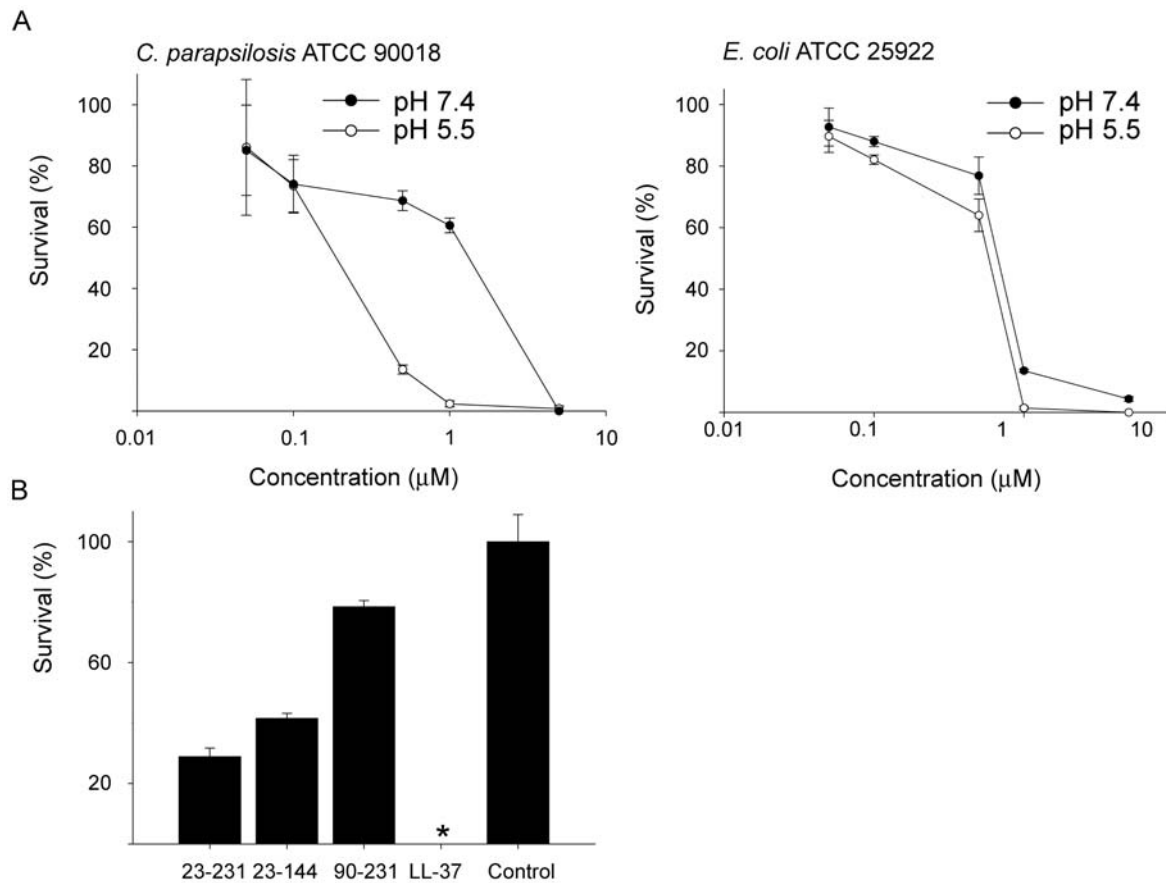 A
C. parapsilosis ATCC 90018
pH 7.4
pH 5.5
100
80
60
40
20
Survival (%)
0.01
0.1
1
10
Concentration (μM)
E. coli ATCC 25922
pH 7.4
pH 5.5
100
80
60
40
20
Survival (%)
0.01
0.1
1
10
Concentration (μM)
B
100
60
20
Survival (%)
*
23-231
23-144
90-231
LL-37
Control